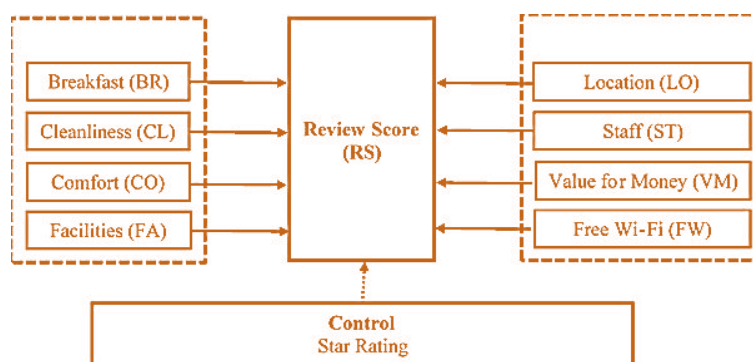 Breakfast (BR)
Cleanliness (CL)
Comfort (CO)
Facilities (FA)
Review Score
(RS)
Location (LO)
Staff (ST)
Value for Money (VM)
Free Wi-Fi (FW)
Control
Star Rating